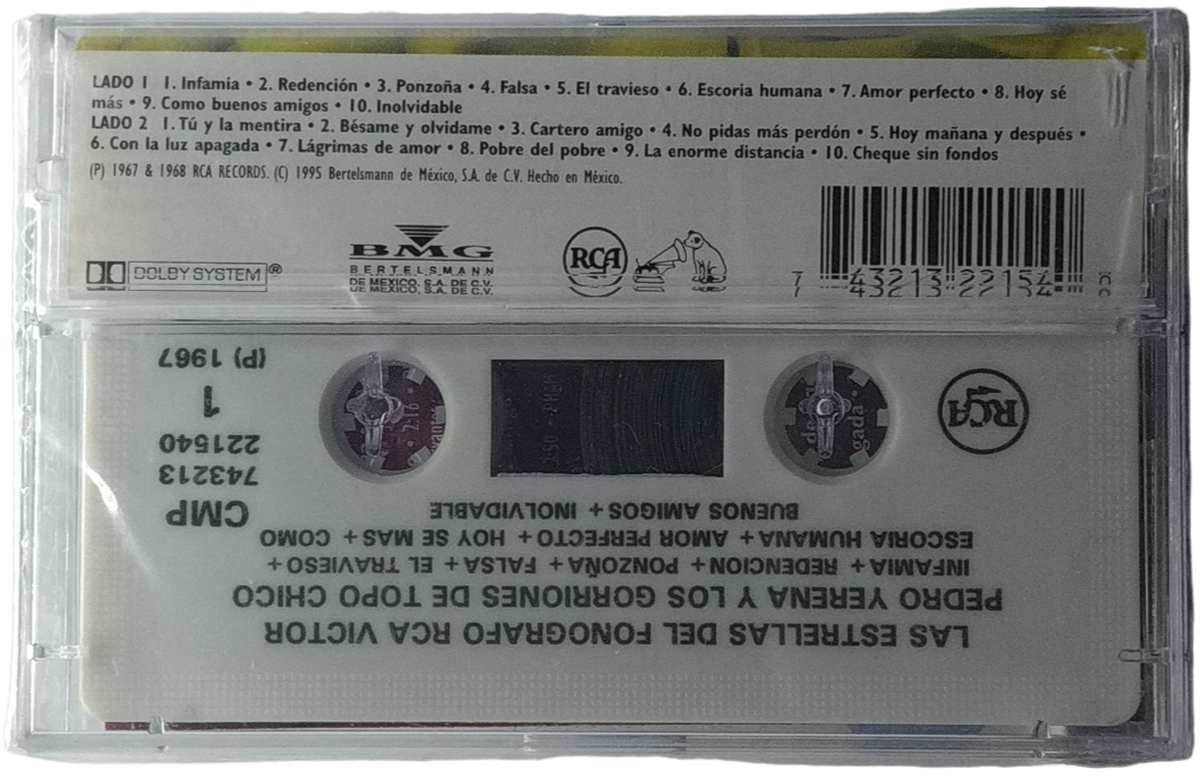 LADO 1 1. Infamia • 2. Redención • 3. Ponzoña • 4. Falsa • 5. El travieso • 6. Escoria humana • 7. Amor perfecto • 8. Hoy sé
más • 9. Como buenos amigos • 10. Inolvidable
LADO 2 1. Tú y la mentira • 2. Bésame y olvidame • 3. Cartero amigo • 4. No pidas más perdón • 5. Hoy mañana y después •
6. Con la luz apagada • 7. Lágrimas de amor • 8. Pobre del pobre • 9. La enorme distancia • 10. Cheque sin fondos
(P) 1967 & 1968 RCA RECORDS. (C) 1995 Bertelsmann de México, S.A. de C.V. Hecho en México.
DOLBY SYSTEM®
BMG
BERTELSMANN
DE MEXICO, S.A. DE C.V.
RCA
7 43213 22154
LAS ESTRELLAS DEL FONOGRAFO RCA VICTOR
PEDRO YERENA Y LOS GORRIONES DE TOPO CHICO
INFAMIA + REDENCION + PONZOÑA + FALSA + EL TRAVIESO +
ESCORIA HUMANA + AMOR PERFECTO + HOY SE MAS + COMO
BUENOS AMIGOS + INOLVIDABLE
CMP
743213
221540
1
(P) 1967
RCA
de
gada
• 2:16 •